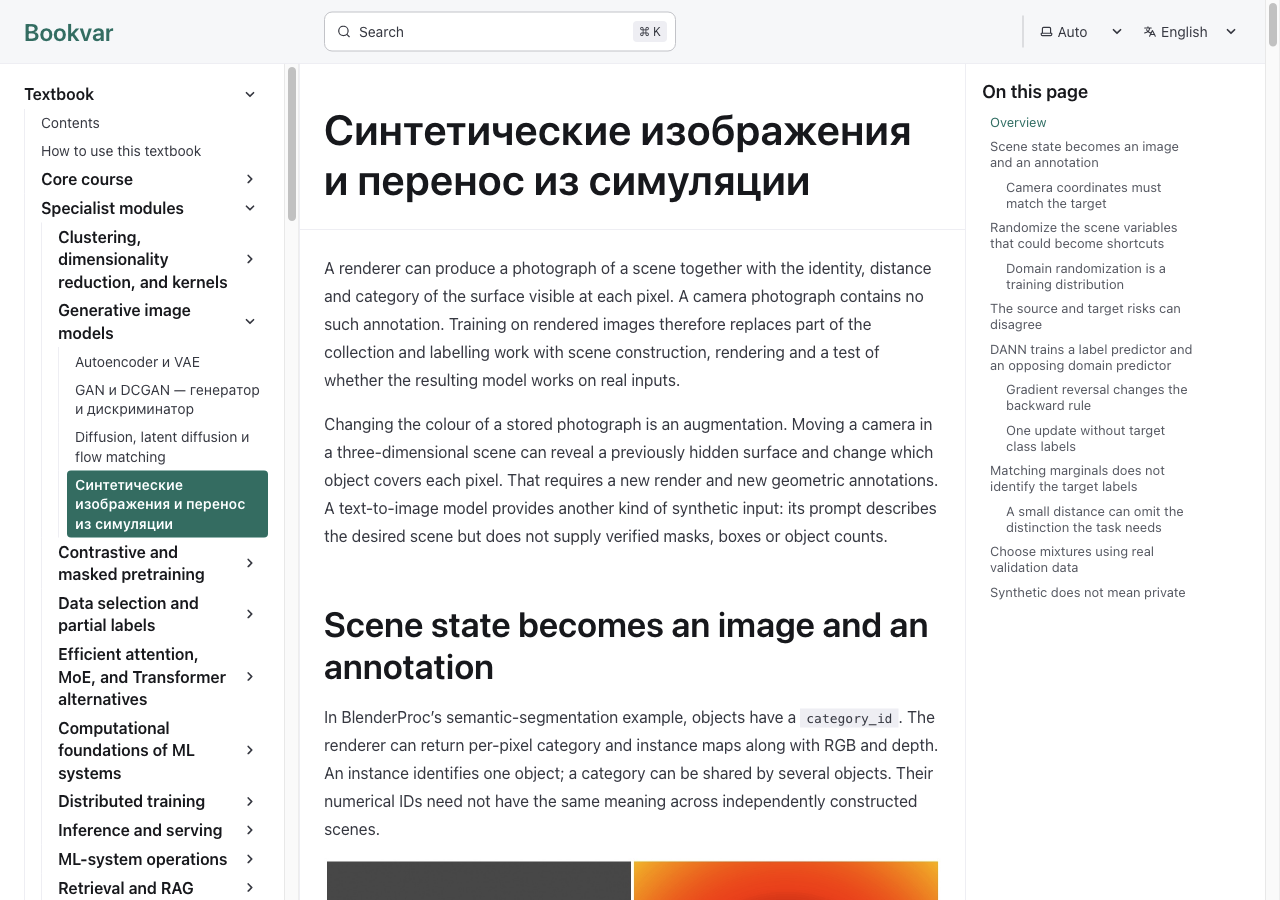 Bookvar
Search
⌘ K
Auto
English
Textbook
Contents
How to use this textbook
Core course
Specialist modules
Clustering,
dimensionality
reduction, and kernels
Generative image
models
Autoencoder и VAE
GAN и DCGAN — генератор
и дискриминатор
Diffusion, latent diffusion и
flow matching
Синтетические
изображения и перенос
из симуляции
Contrastive and
masked pretraining
Data selection and
partial labels
Efficient attention,
MoE, and Transformer
alternatives
Computational
foundations of ML
systems
Distributed training
Inference and serving
ML-system operations
Retrieval and RAG
Синтетические изображения
и перенос из симуляции
A renderer can produce a photograph of a scene together with the identity, distance
and category of the surface visible at each pixel. A camera photograph contains no
such annotation. Training on rendered images therefore replaces part of the
collection and labelling work with scene construction, rendering and a test of
whether the resulting model works on real inputs.
Changing the colour of a stored photograph is an augmentation. Moving a camera in
a three-dimensional scene can reveal a previously hidden surface and change which
object covers each pixel. That requires a new render and new geometric annotations.
A text-to-image model provides another kind of synthetic input: its prompt describes
the desired scene but does not supply verified masks, boxes or object counts.
Scene state becomes an image and an
annotation
In BlenderProc’s semantic-segmentation example, objects have a category_id. The
renderer can return per-pixel category and instance maps along with RGB and depth.
An instance identifies one object; a category can be shared by several objects. Their
numerical IDs need not have the same meaning across independently constructed
scenes.
On this page
Overview
Scene state becomes an image
and an annotation
Camera coordinates must
match the target
Randomize the scene variables
that could become shortcuts
Domain randomization is a
training distribution
The source and target risks can
disagree
DANN trains a label predictor and
an opposing domain predictor
Gradient reversal changes the
backward rule
One update without target
class labels
Matching marginals does not
identify the target labels
A small distance can omit the
distinction the task needs
Choose mixtures using real
validation data
Synthetic does not mean private